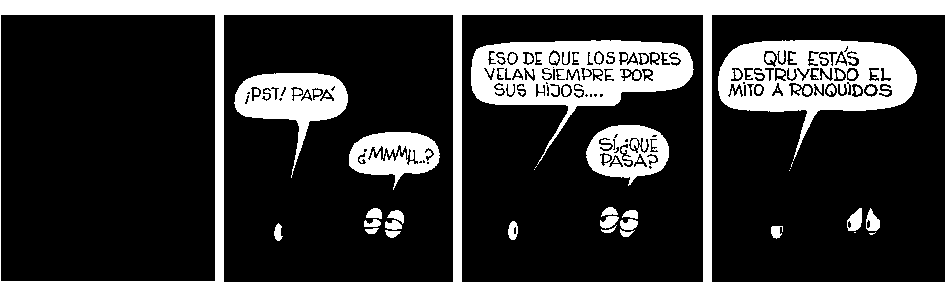 ¡PST! PAPÁ
¿MMMH...?
ESO DE QUE LOS PADRES
VELAN SIEMPRE POR
SUS HIJOS....
SÍ,¿QUÉ
PASA?
QUE ESTÁS
DESTRUYENDO EL
MITO A RONQUIDOS